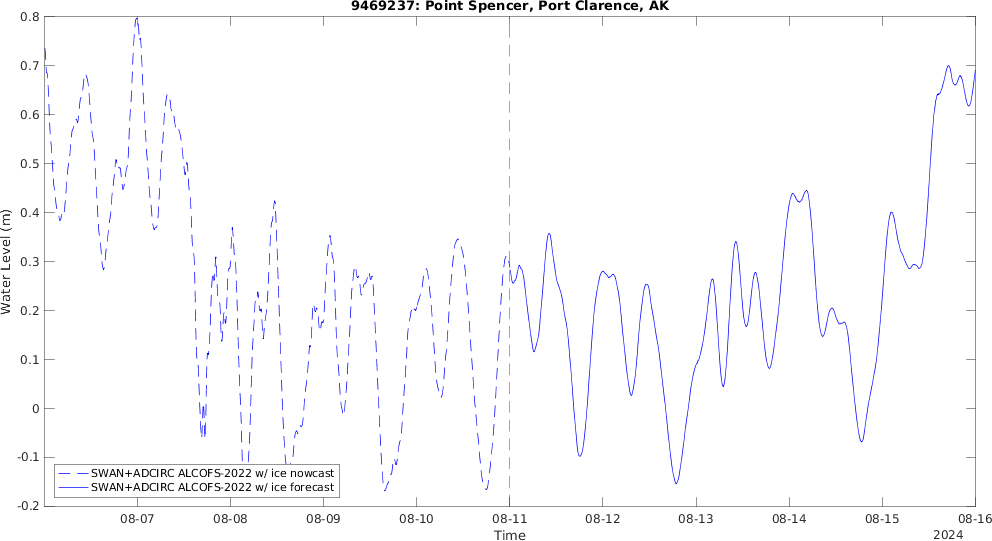 9469237: Point Spencer, Port Clarence, AK
Water Level (m)
0.8
0.7
0.6
0.5
0.4
0.3
0.2
0.1
0
-0.1
-0.2
SWAN+ADCIRC ALCOFS-2022 w/ ice nowcast
SWAN+ADCIRC ALCOFS-2022 w/ ice forecast
08-07 08-08 08-09 08-10 08-11 08-12 08-13 08-14 08-15 08-16
Time
2024